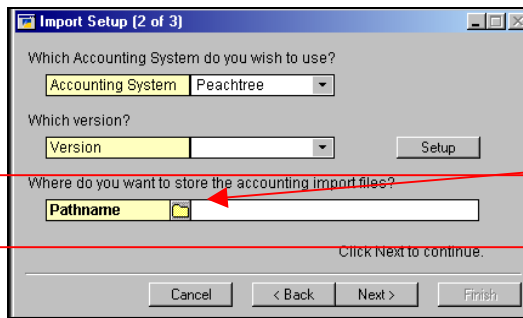 Import Setup (2 of 3)
Which Accounting System do you wish to use?
Accounting System Peachtree
Which version?
Version Setup
Where do you want to store the accounting import files?
Pathname
Click Next to continue.
Cancel < Back Next > Finish